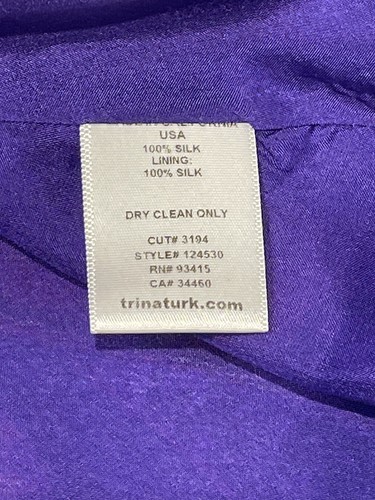 USA
100% SILK
LINING:
100% SILK
DRY CLEAN ONLY
CUT# 3194
STYLE# 124530
RN# 93415
CA# 34460
trinaturk.com